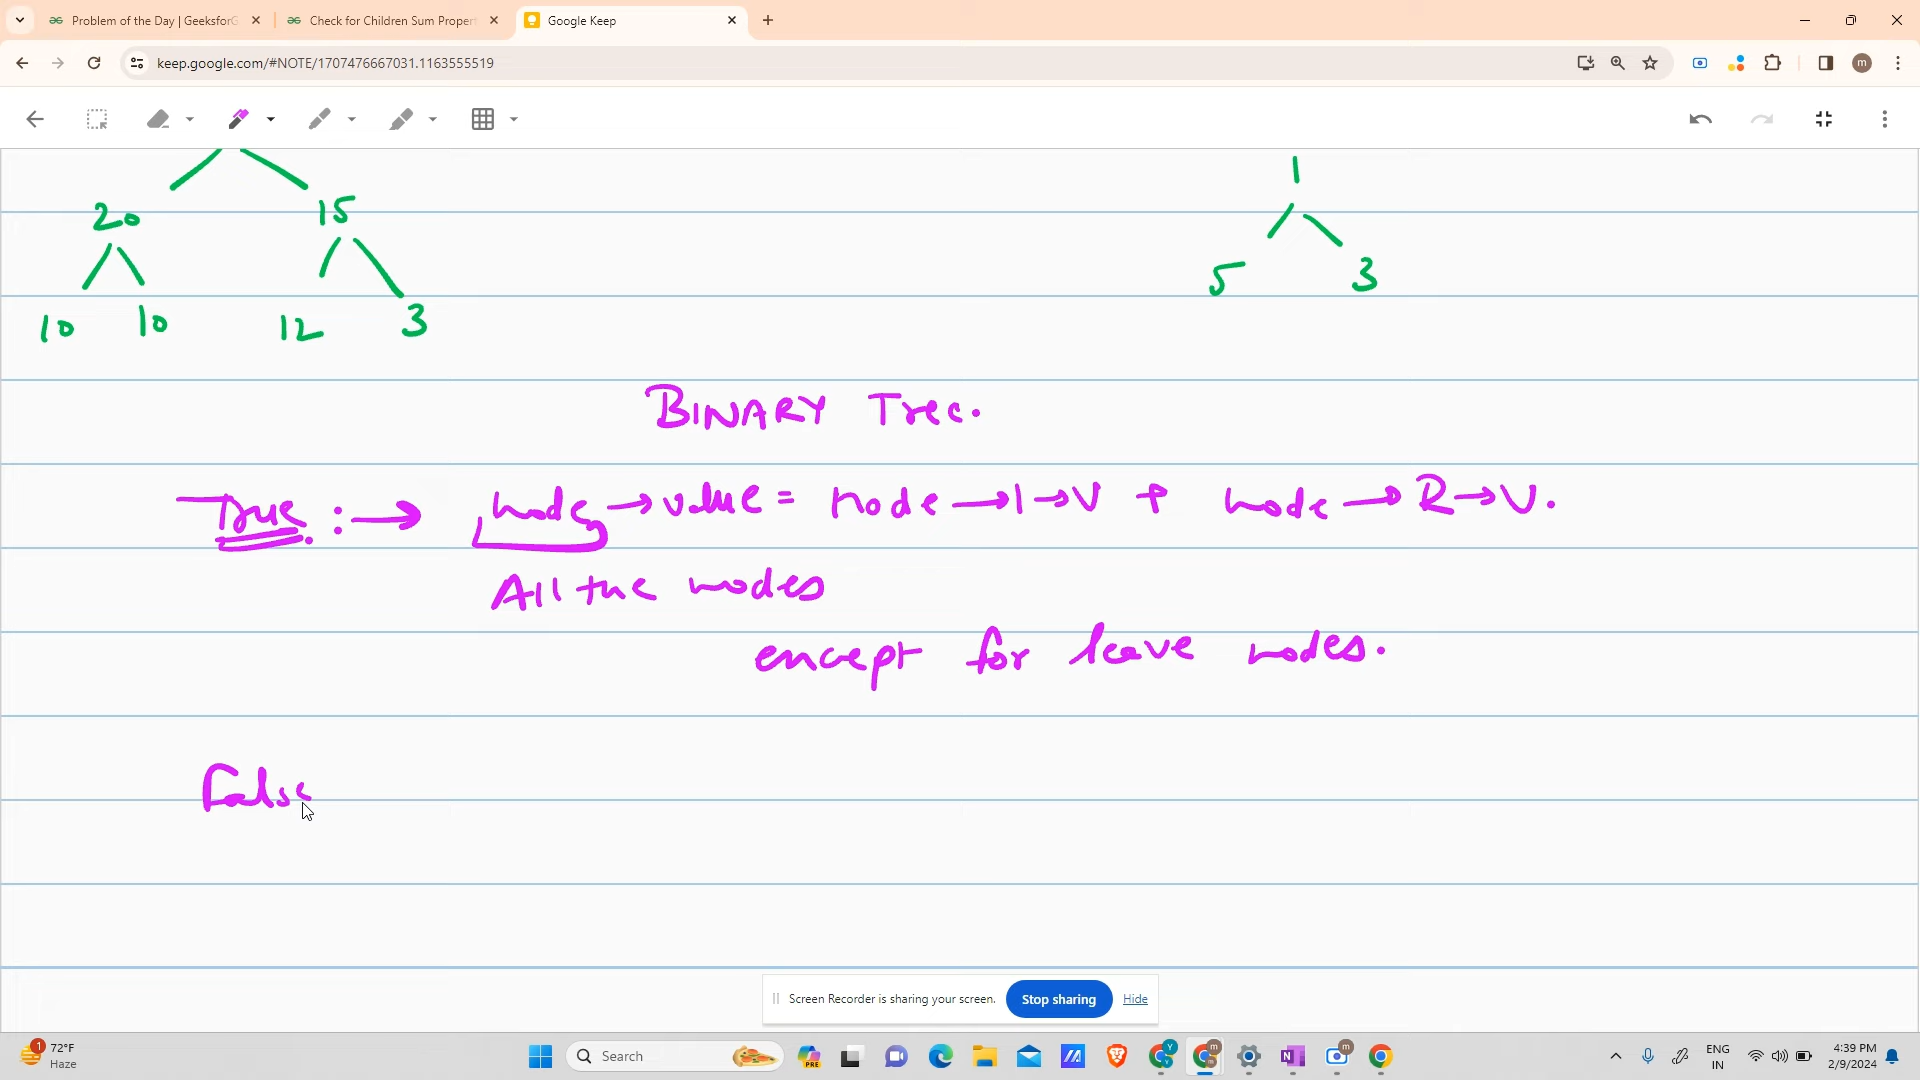 Problem of the Day | GeeksforG
Check for Children Sum Propert
Google Keep
keep.google.com/#NOTE/1707476667031.1163555519
m
1
20 15
5 3
10 10 12 3
BINARY Tree.
True :→ node→value = node→l→V + node→R→V.
All the nodes
except for leave nodes.
False
Screen Recorder is sharing your screen. Stop sharing Hide
1 72°F
Haze
Search
PRE
Y
m
m
ENG
IN
4:39 PM
2/9/2024